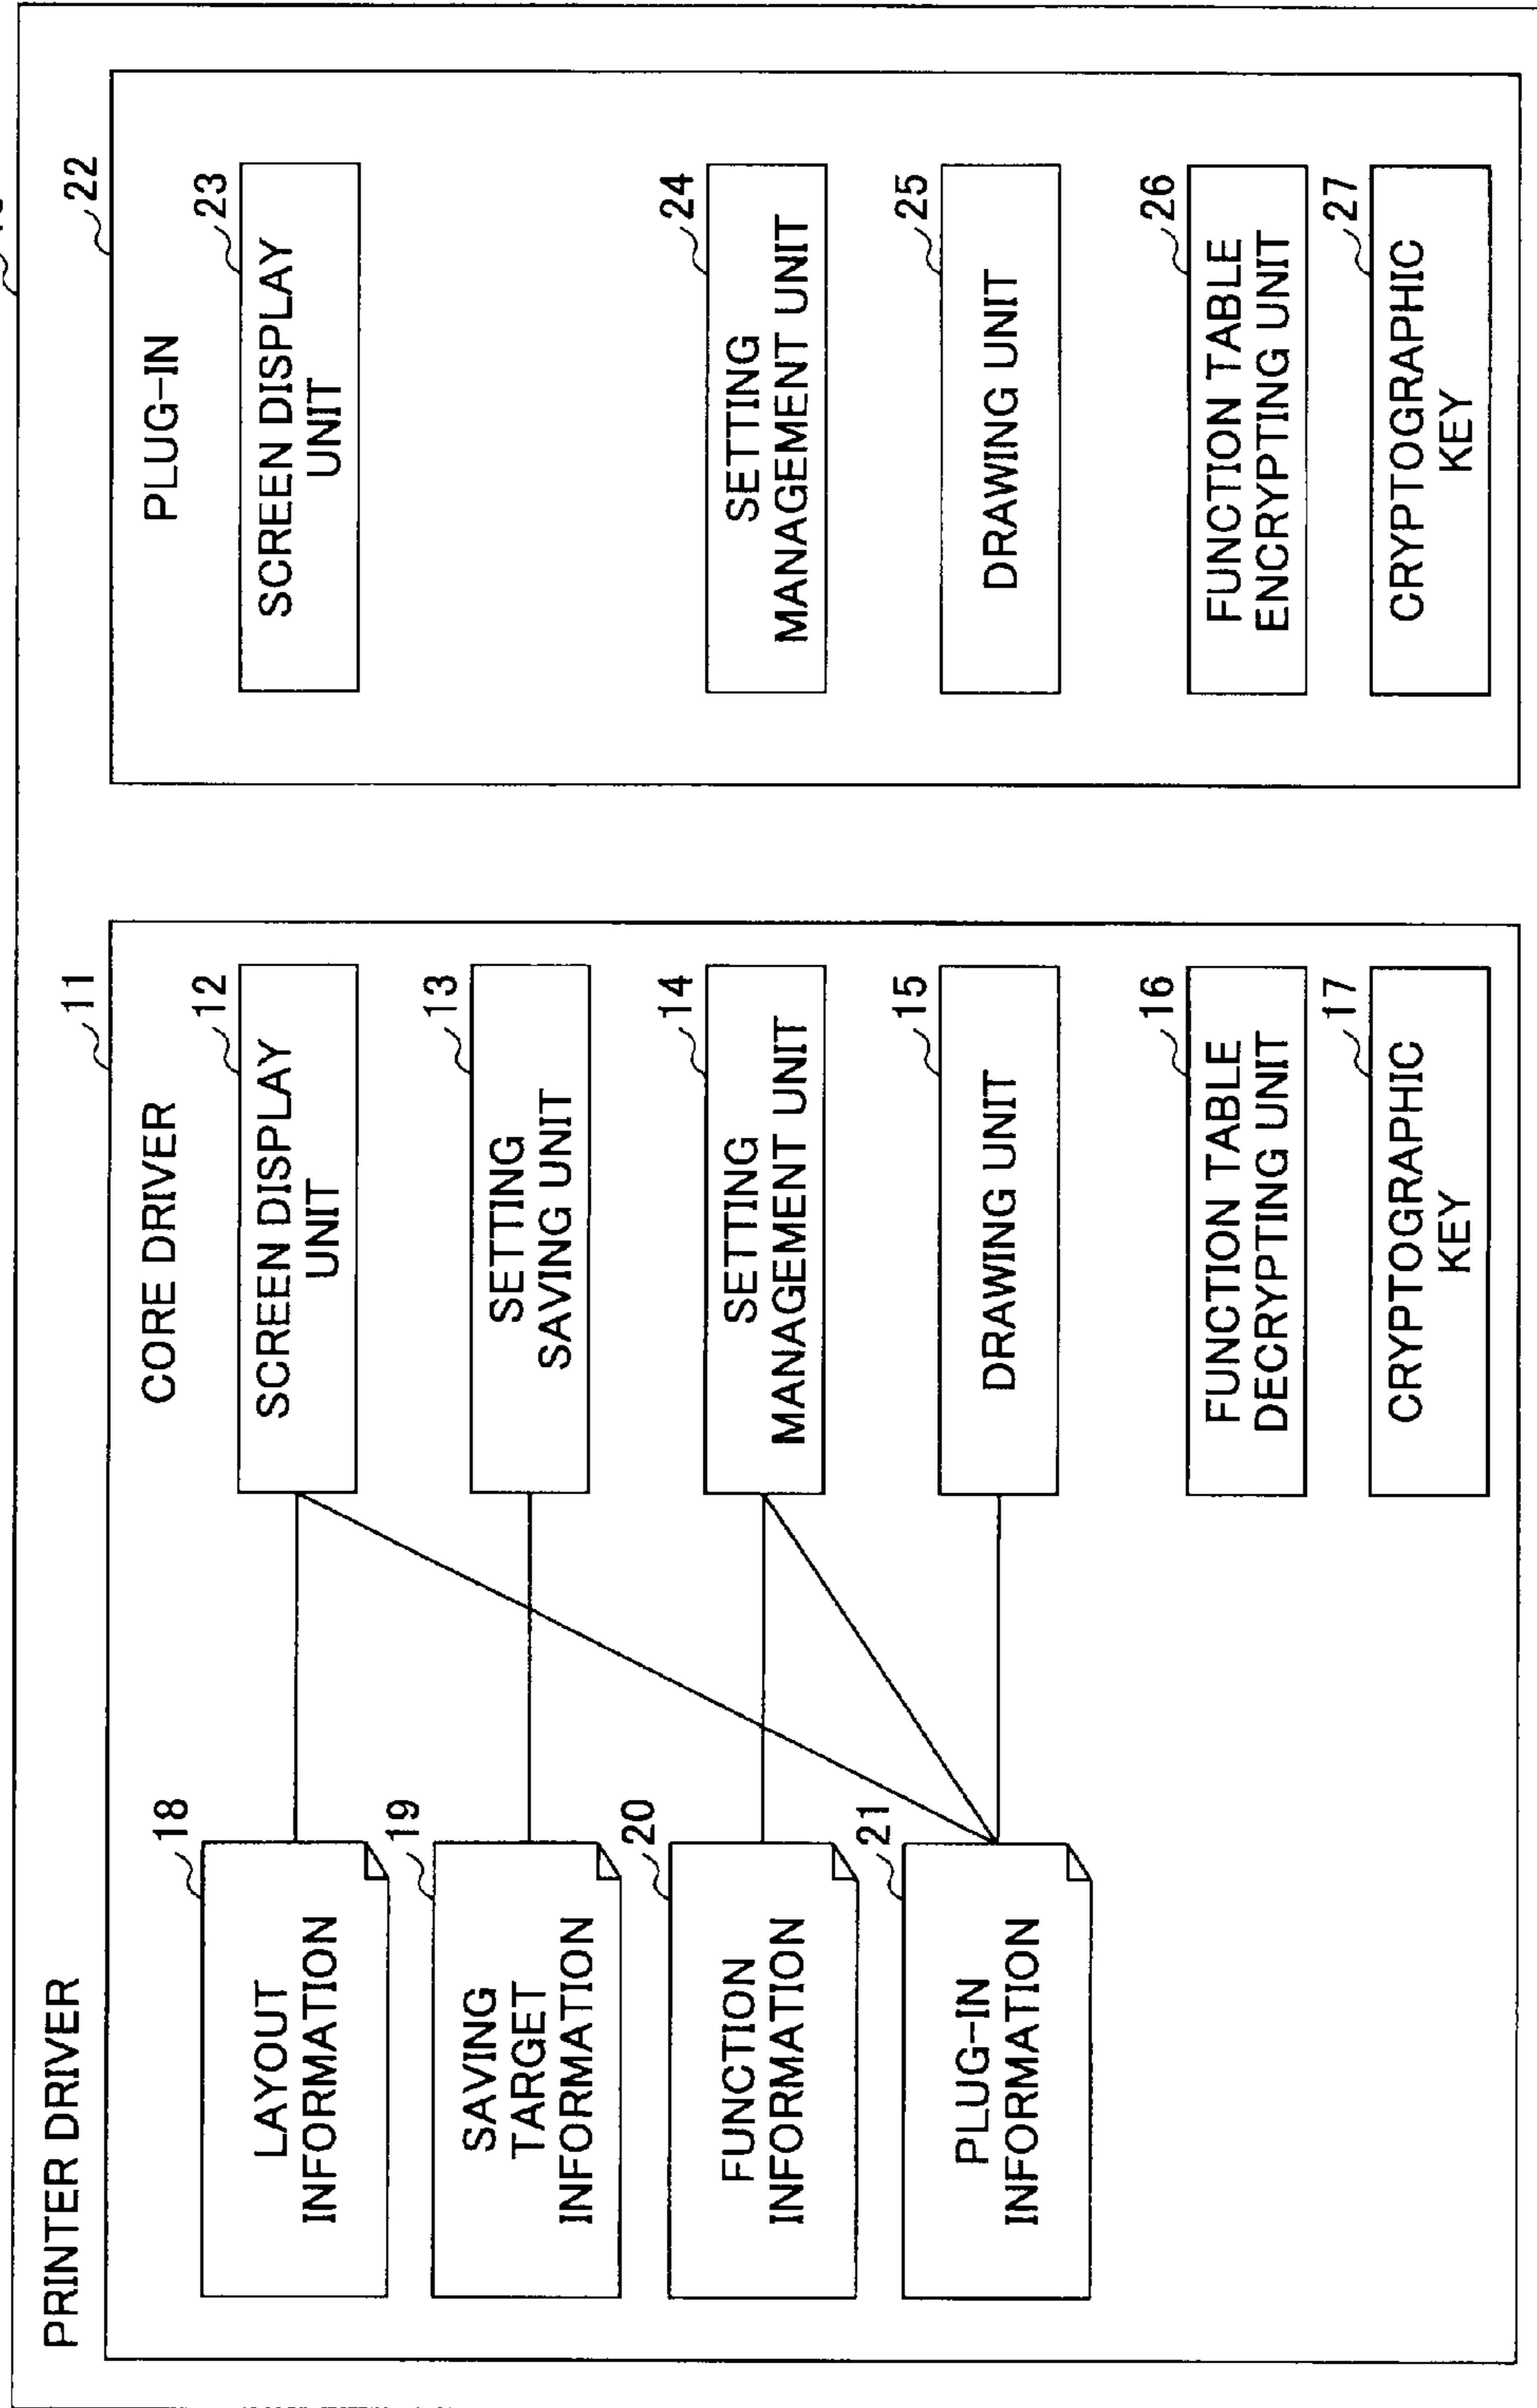 PRINTER DRIVER
11
CORE DRIVER
18
LAYOUT
INFORMATION
19
SAVING
TARGET
INFORMATION
20
FUNCTION
INFORMATION
21
PLUG-IN
INFORMATION
12
SCREEN DISPLAY
UNIT
13
SETTING
SAVING UNIT
14
SETTING
MANAGEMENT UNIT
15
DRAWING UNIT
16
FUNCTION TABLE
DECRYPTING UNIT
17
CRYPTOGRAPHIC
KEY
22
PLUG-IN
23
SCREEN DISPLAY
UNIT
24
SETTING
MANAGEMENT UNIT
25
DRAWING UNIT
26
FUNCTION TABLE
ENCRYPTING UNIT
27
CRYPTOGRAPHIC
KEY